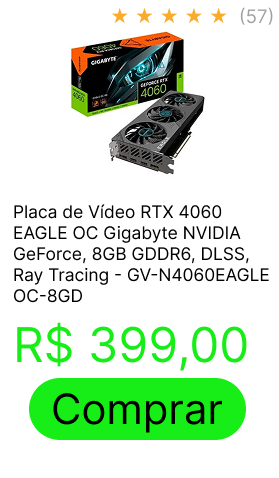 ★ ★ ★ ★ ★ (57)
GIGABYTE
GEFORCE RTX
4060
Placa de Vídeo RTX 4060
EAGLE OC Gigabyte NVIDIA
GeForce, 8GB GDDR6, DLSS,
Ray Tracing - GV-N4060EAGLE
OC-8GD
R$ 399,00
Comprar